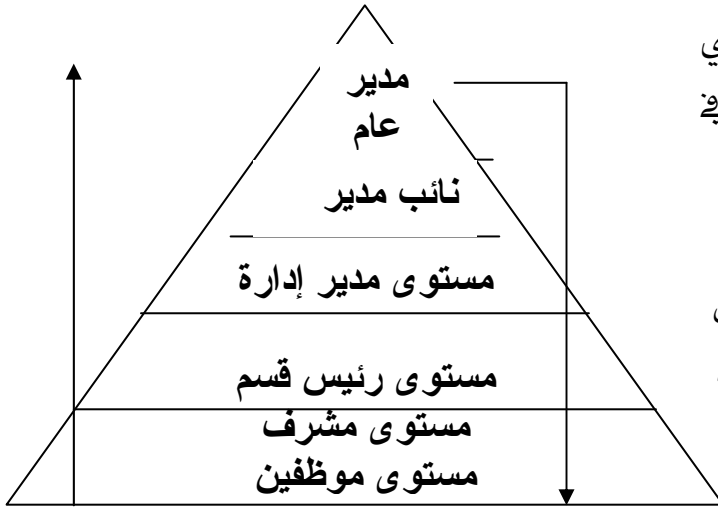 مدير
عام
نائب مدير
مستوى مدير إدارة
مستوى رئيس قسم
مستوى مشرف
مستوى موظفين